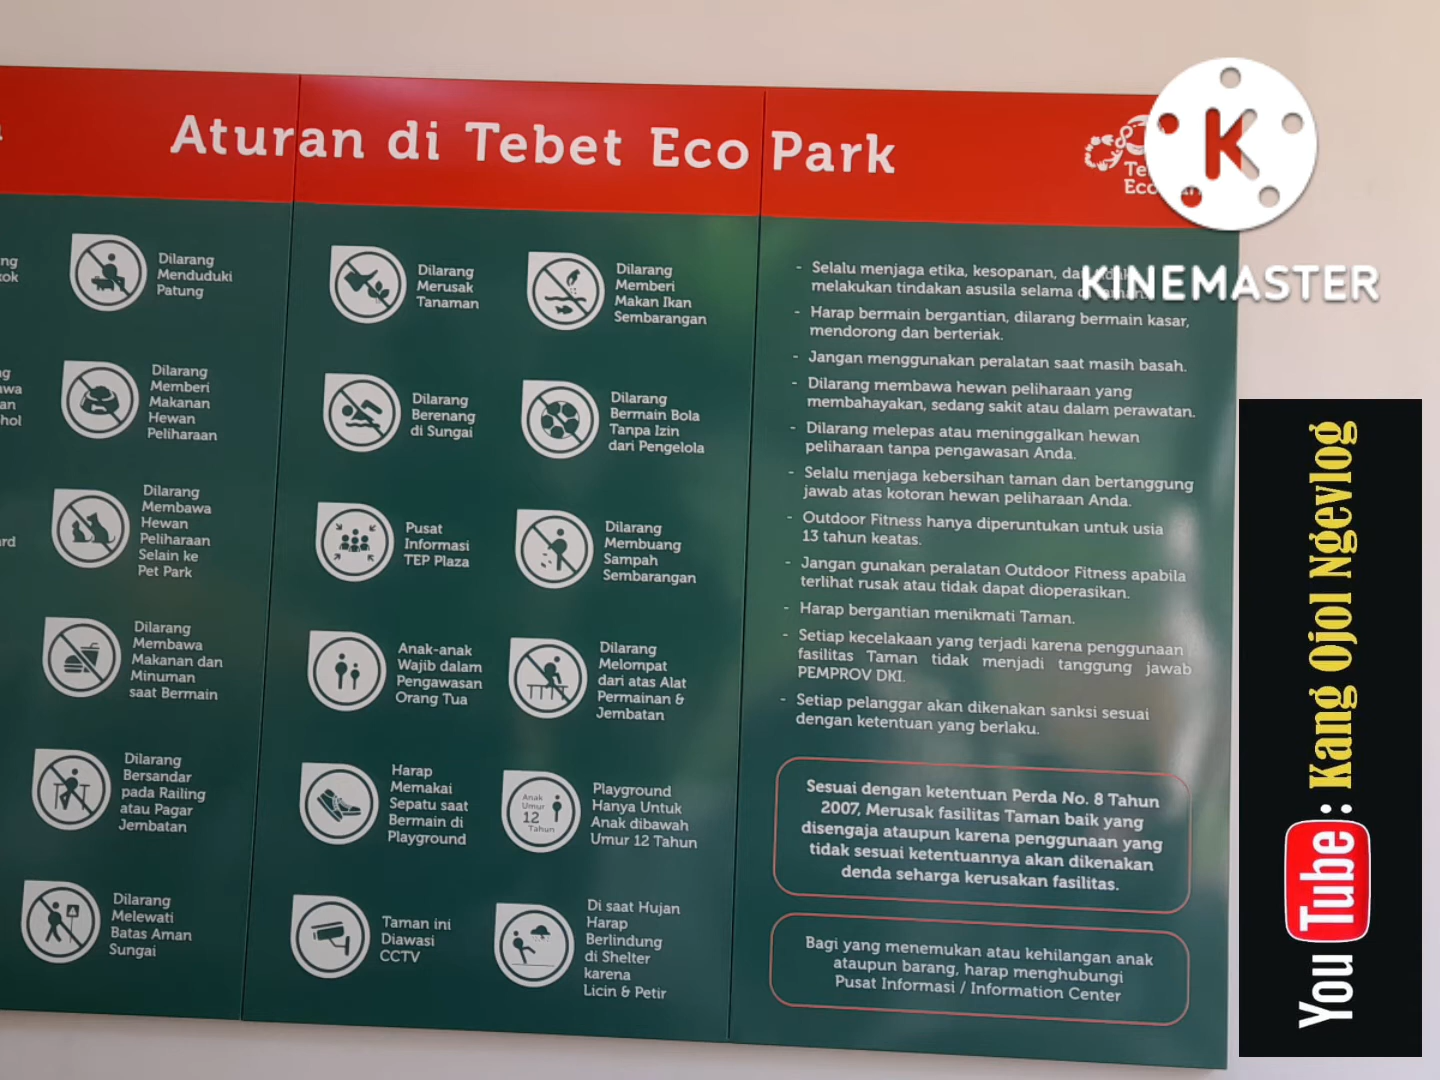 Aturan di Tebet Eco Park
KINEMASTER
Dilarang
Menduduki
Patung
Dilarang
Memberi
Makanan
Hewan
Peliharaan
Dilarang
Membawa
Hewan
Peliharaan
Selain ke
Pet Park
Dilarang
Membawa
Makanan dan
Minuman
saat Bermain
Dilarang
Bersandar
pada Railing
atau Pagar
Jembatan
Dilarang
Melewati
Batas Aman
Sungai
Dilarang
Merusak
Tanaman
Dilarang
Berenang
di Sungai
Pusat
Informasi
TEP Plaza
Anak-anak
Wajib dalam
Pengawasan
Orang Tua
Harap
Memakai
Sepatu saat
Bermain di
Playground
Taman ini
Diawasi
CCTV
Dilarang
Memberi
Makan Ikan
Sembarangan
Dilarang
Bermain Bola
Tanpa Izin
dari Pengelola
Dilarang
Membuang
Sampah
Sembarangan
Dilarang
Melompat
dari atas Alat
Permainan &
Jembatan
Anak
Umur
12
Tahun
Playground
Hanya Untuk
Anak dibawah
Umur 12 Tahun
Di saat Hujan
Harap
Berlindung
di Shelter
karena
Licin & Petir
- Selalu menjaga etika, kesopanan,
melakukan tindakan asusila selama
- Harap bermain bergantian, dilarang bermain kasar,
mendorong dan berteriak.
- Jangan menggunakan peralatan saat masih basah.
- Dilarang membawa hewan peliharaan yang
membahayakan, sedang sakit atau dalam perawatan.
- Dilarang melepas atau meninggalkan hewan
peliharaan tanpa pengawasan Anda.
- Selalu menjaga kebersihan taman dan bertanggung
jawab atas kotoran hewan peliharaan Anda.
- Outdoor Fitness hanya diperuntukan untuk usia
13 tahun keatas.
- Jangan gunakan peralatan Outdoor Fitness apabila
terlihat rusak atau tidak dapat dioperasikan.
- Harap bergantian menikmati Taman.
- Setiap kecelakaan yang terjadi karena penggunaan
fasilitas Taman tidak menjadi tanggung jawab
PEMPROV DKI.
- Setiap pelanggar akan dikenakan sanksi sesuai
dengan ketentuan yang berlaku.
Sesuai dengan ketentuan Perda No. 8 Tahun
2007, Merusak fasilitas Taman baik yang
disengaja ataupun karena penggunaan yang
tidak sesuai ketentuannya akan dikenakan
denda seharga kerusakan fasilitas.
Bagi yang menemukan atau kehilangan anak
ataupun barang, harap menghubungi
Pusat Informasi / Information Center
You Tube : Kang Ojol Ngevlog